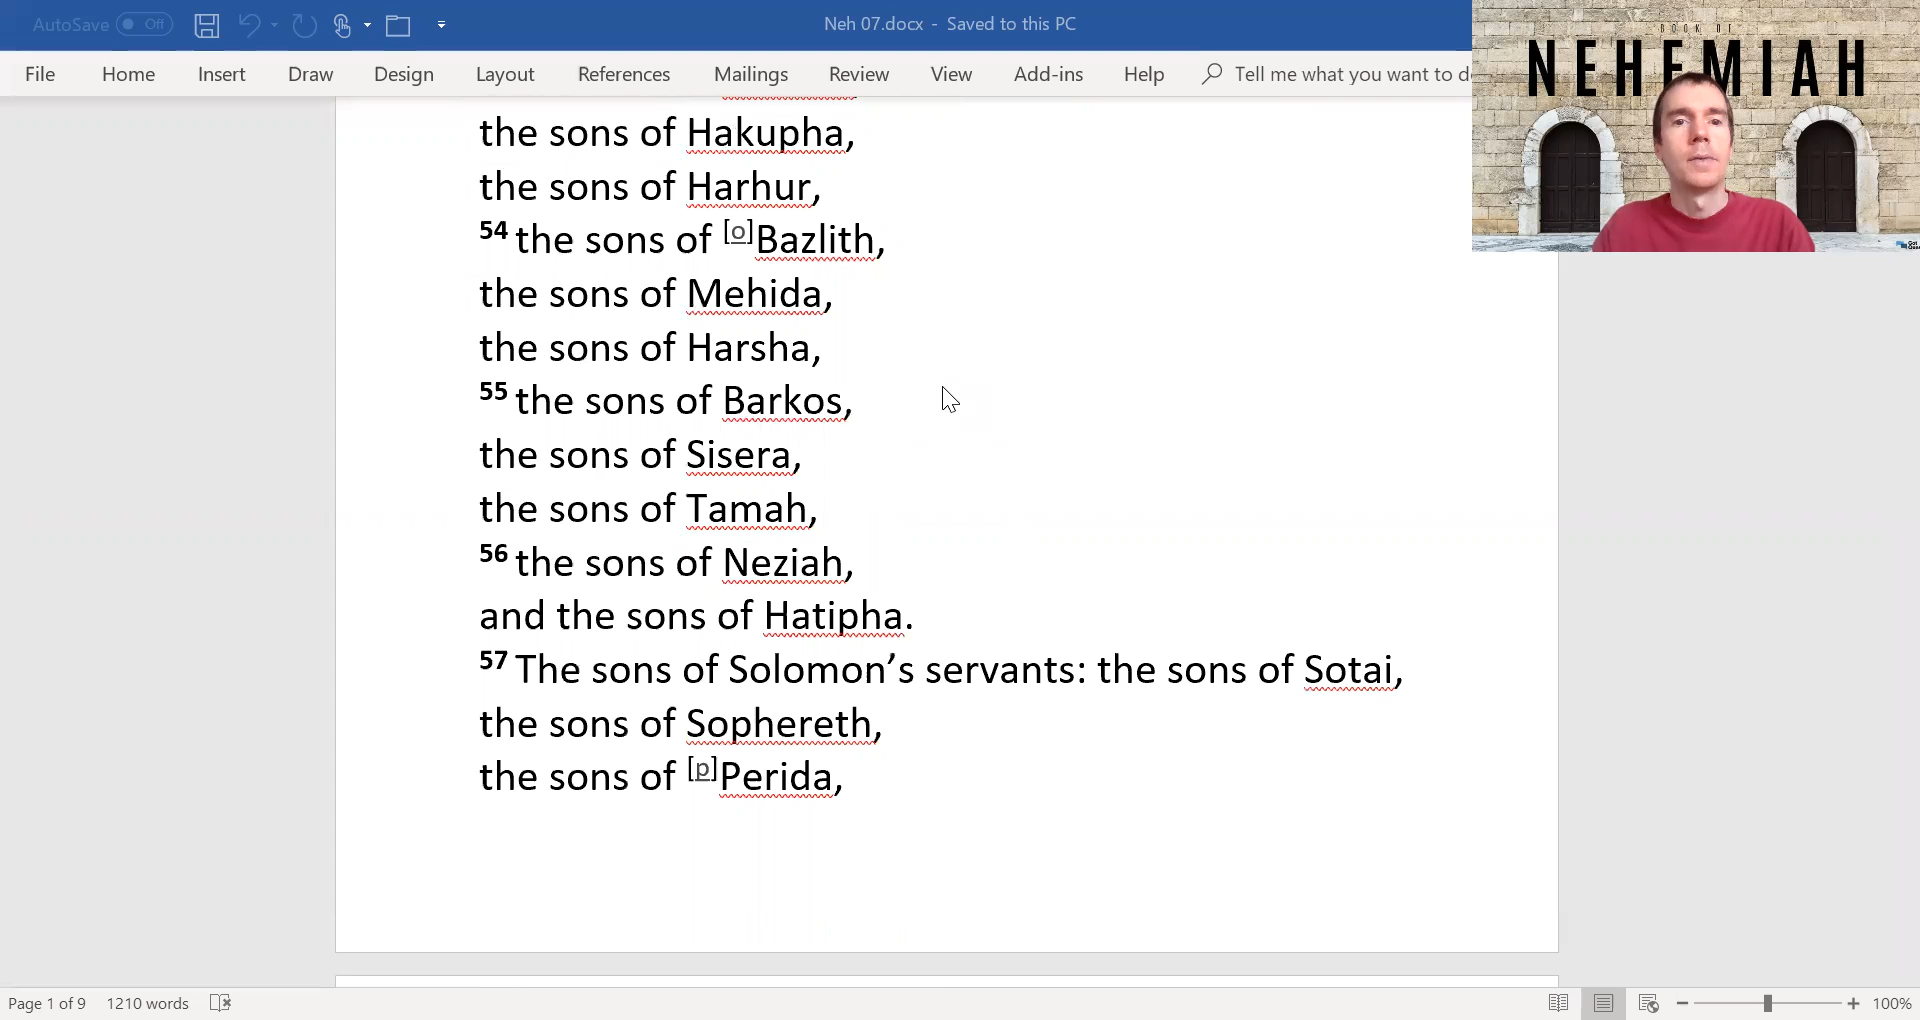 AutoSave Off
Neh 07.docx - Saved to this PC
File Home Insert Draw Design Layout References Mailings Review View Add-ins Help Tell me what you want to d
BOOK OF
NEHEMIAH
the sons of Hakupha,
the sons of Harhur,
54 the sons of [o]Bazlith,
the sons of Mehida,
the sons of Harsha,
55 the sons of Barkos,
the sons of Sisera,
the sons of Tamah,
56 the sons of Neziah,
and the sons of Hatipha.
57 The sons of Solomon’s servants: the sons of Sotai,
the sons of Sophereth,
the sons of [p]Perida,
Page 1 of 9 1210 words
100%